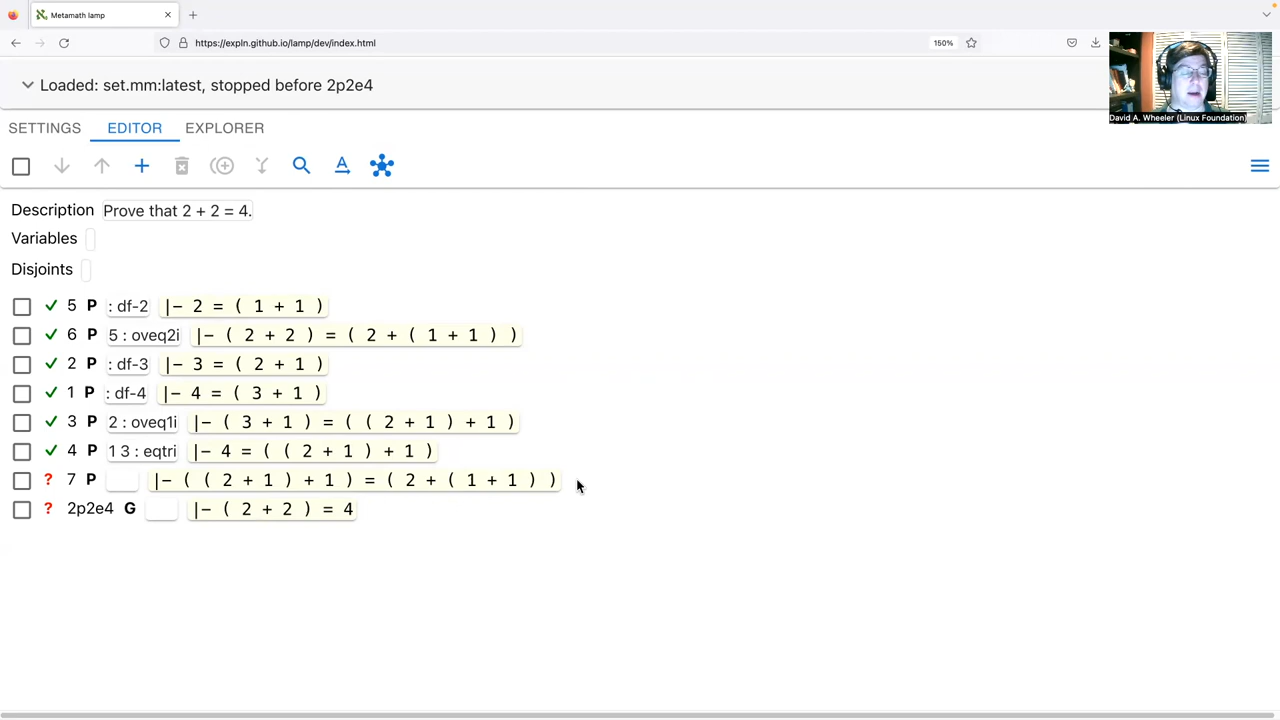 Metamath lamp
https://expln.github.io/lamp/dev/index.html
150%
Loaded: set.mm:latest, stopped before 2p2e4
David A. Wheeler (Linux Foundation)
SETTINGS EDITOR EXPLORER
Description Prove that 2 + 2 = 4.
Variables
Disjoints
5 P : df-2 |- 2 = ( 1 + 1 )
6 P 5 : oveq2i |- ( 2 + 2 ) = ( 2 + ( 1 + 1 ) )
2 P : df-3 |- 3 = ( 2 + 1 )
1 P : df-4 |- 4 = ( 3 + 1 )
3 P 2 : oveq1i |- ( 3 + 1 ) = ( ( 2 + 1 ) + 1 )
4 P 1 3 : eqtri |- 4 = ( ( 2 + 1 ) + 1 )
? 7 P |- ( ( 2 + 1 ) + 1 ) = ( 2 + ( 1 + 1 ) )
? 2p2e4 G |- ( 2 + 2 ) = 4